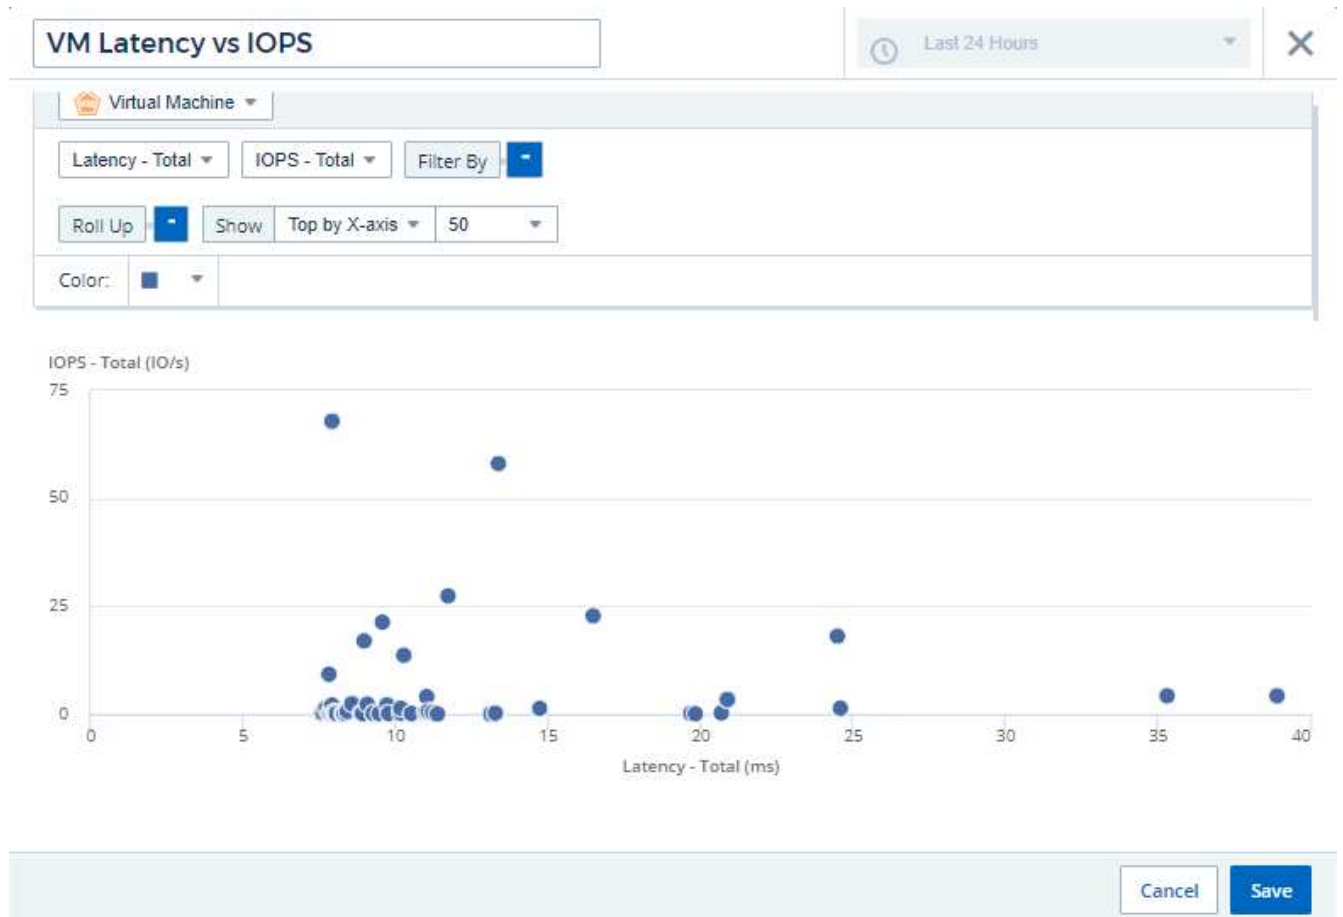 VM Latency vs IOPS
Last 24 Hours
Virtual Machine
Latency - Total IOPS - Total Filter By -
Roll Up - Show Top by X-axis 50
Color:
IOPS - Total (IO/s)
75
50
25
0
0 5 10 15 20 25 30 35 40
Latency - Total (ms)
Cancel Save